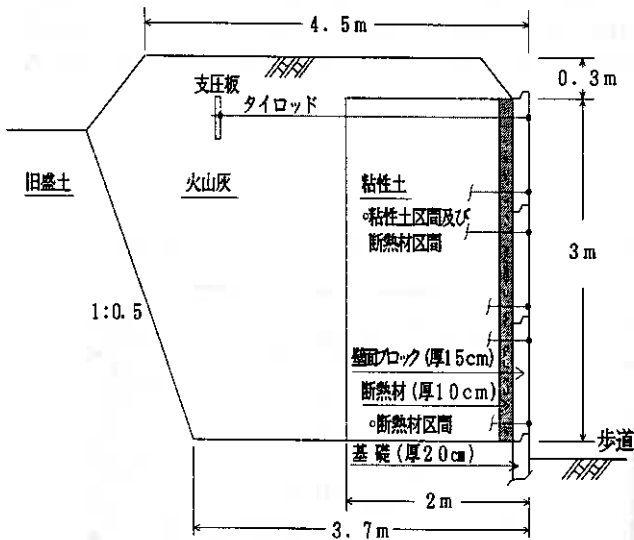 4.5m
0.3m
支圧板
タイロッド
旧盛土
火山灰
粘性土
◦粘性土区間及び
断熱材区間
3m
1:0.5
壁面ブロック(厚15cm)
断熱材(厚10cm)
◦断熱材区間
基礎(厚20cm)
歩道
2m
3.7m